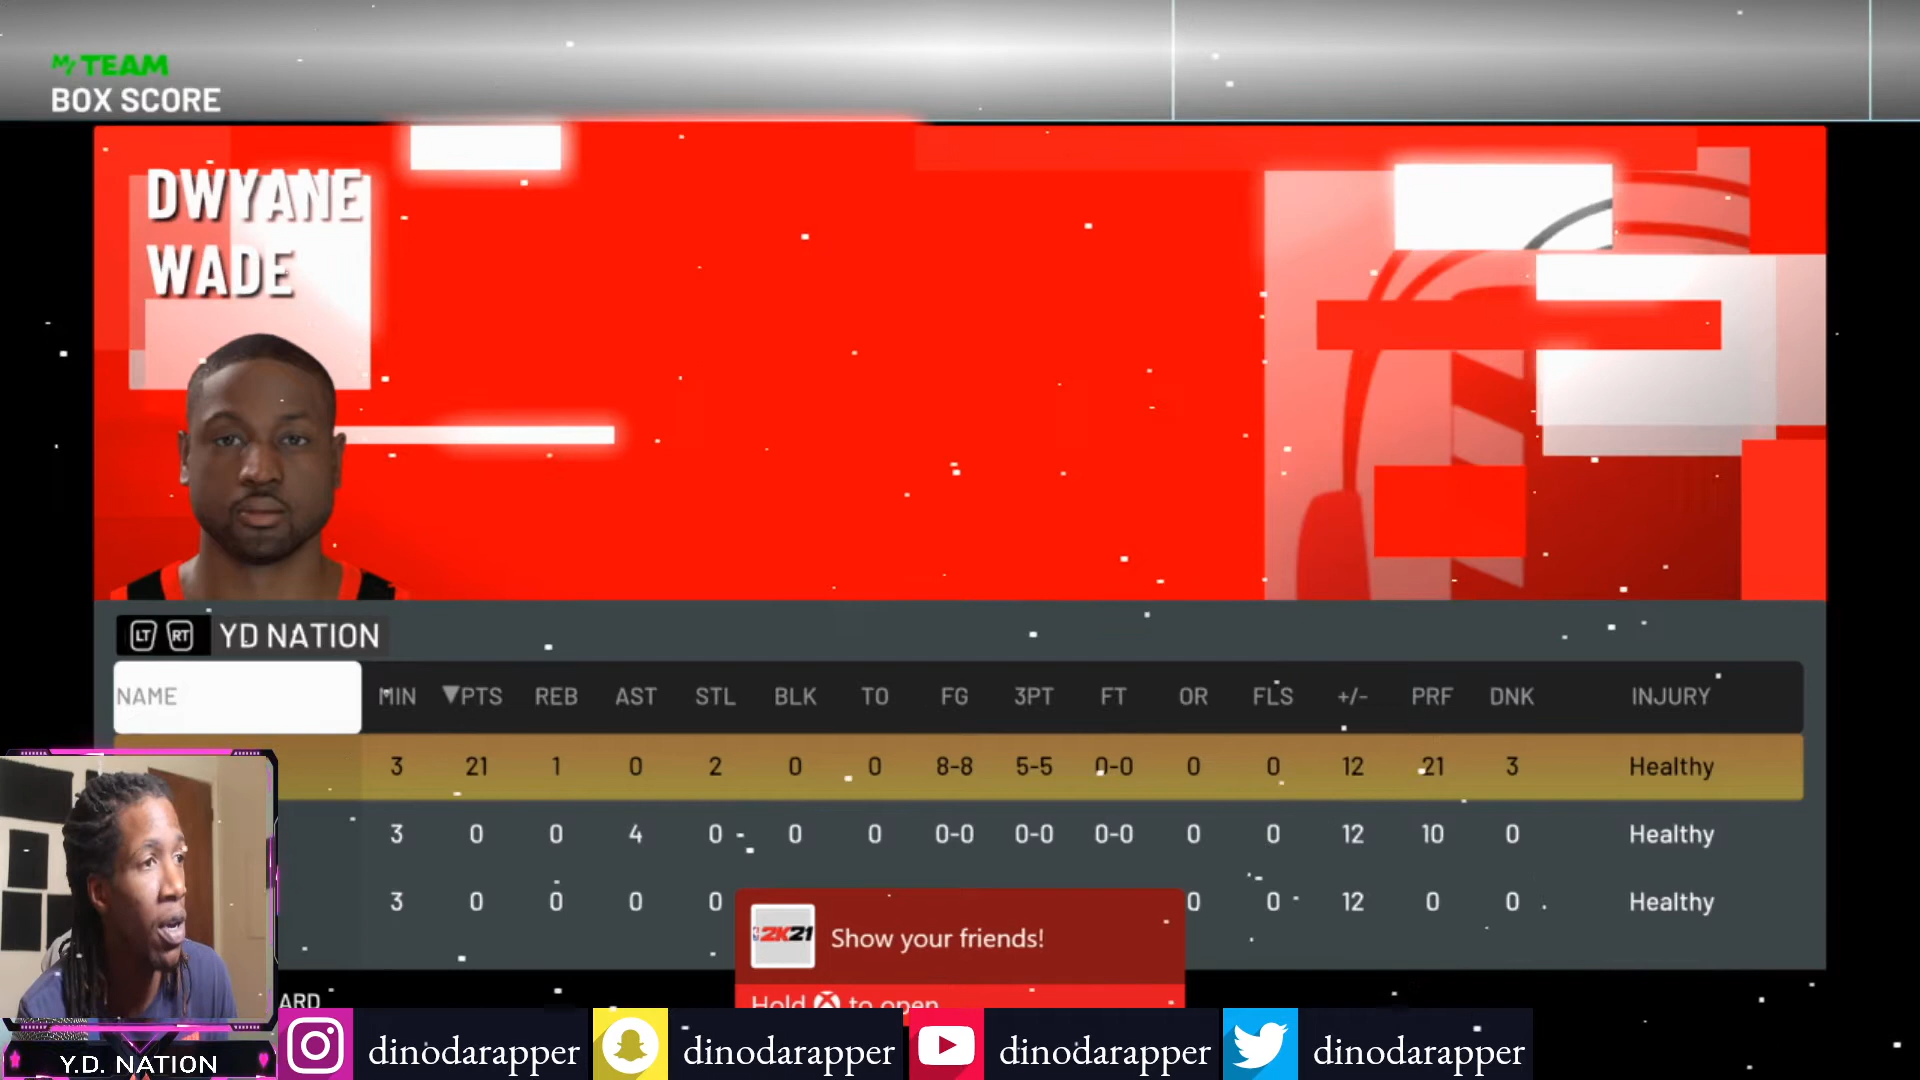 MyTEAM
BOX SCORE
DWYANE
WADE
LT RT YD NATION
NAME MIN ▼PTS REB AST STL BLK TO FG 3PT FT OR FLS +/- PRF DNK INJURY
3 21 1 0 2 0 0 8-8 5-5 0-0 0 0 12 21 3 Healthy
3 0 0 4 0 0 0 0-0 0-0 0-0 0 0 12 10 0 Healthy
3 0 0 0 0 0 0 12 0 0 Healthy
2K21 Show your friends!
Hold X to open
ARD
Y.D. NATION
dinodarapper dinodarapper dinodarapper dinodarapper